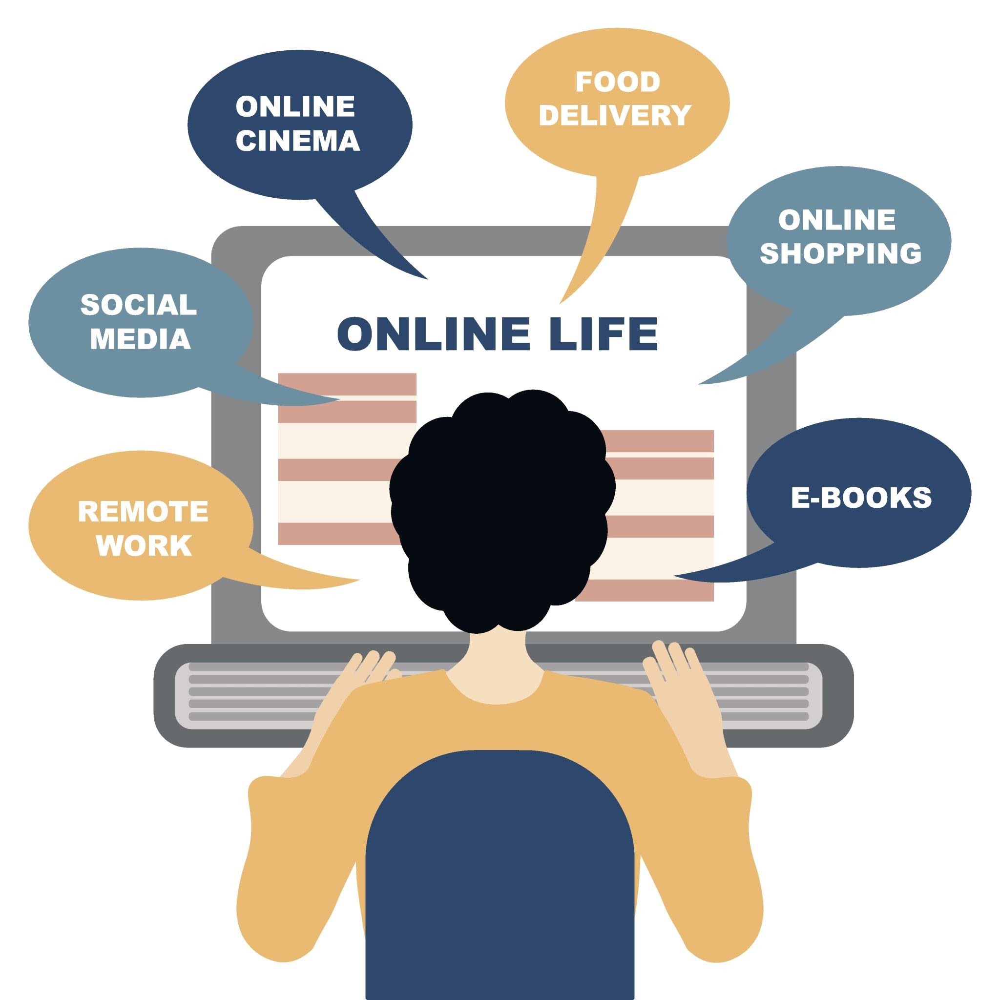 ONLINE
CINEMA
FOOD
DELIVERY
ONLINE
SHOPPING
SOCIAL
MEDIA
ONLINE LIFE
REMOTE
WORK
E-BOOKS